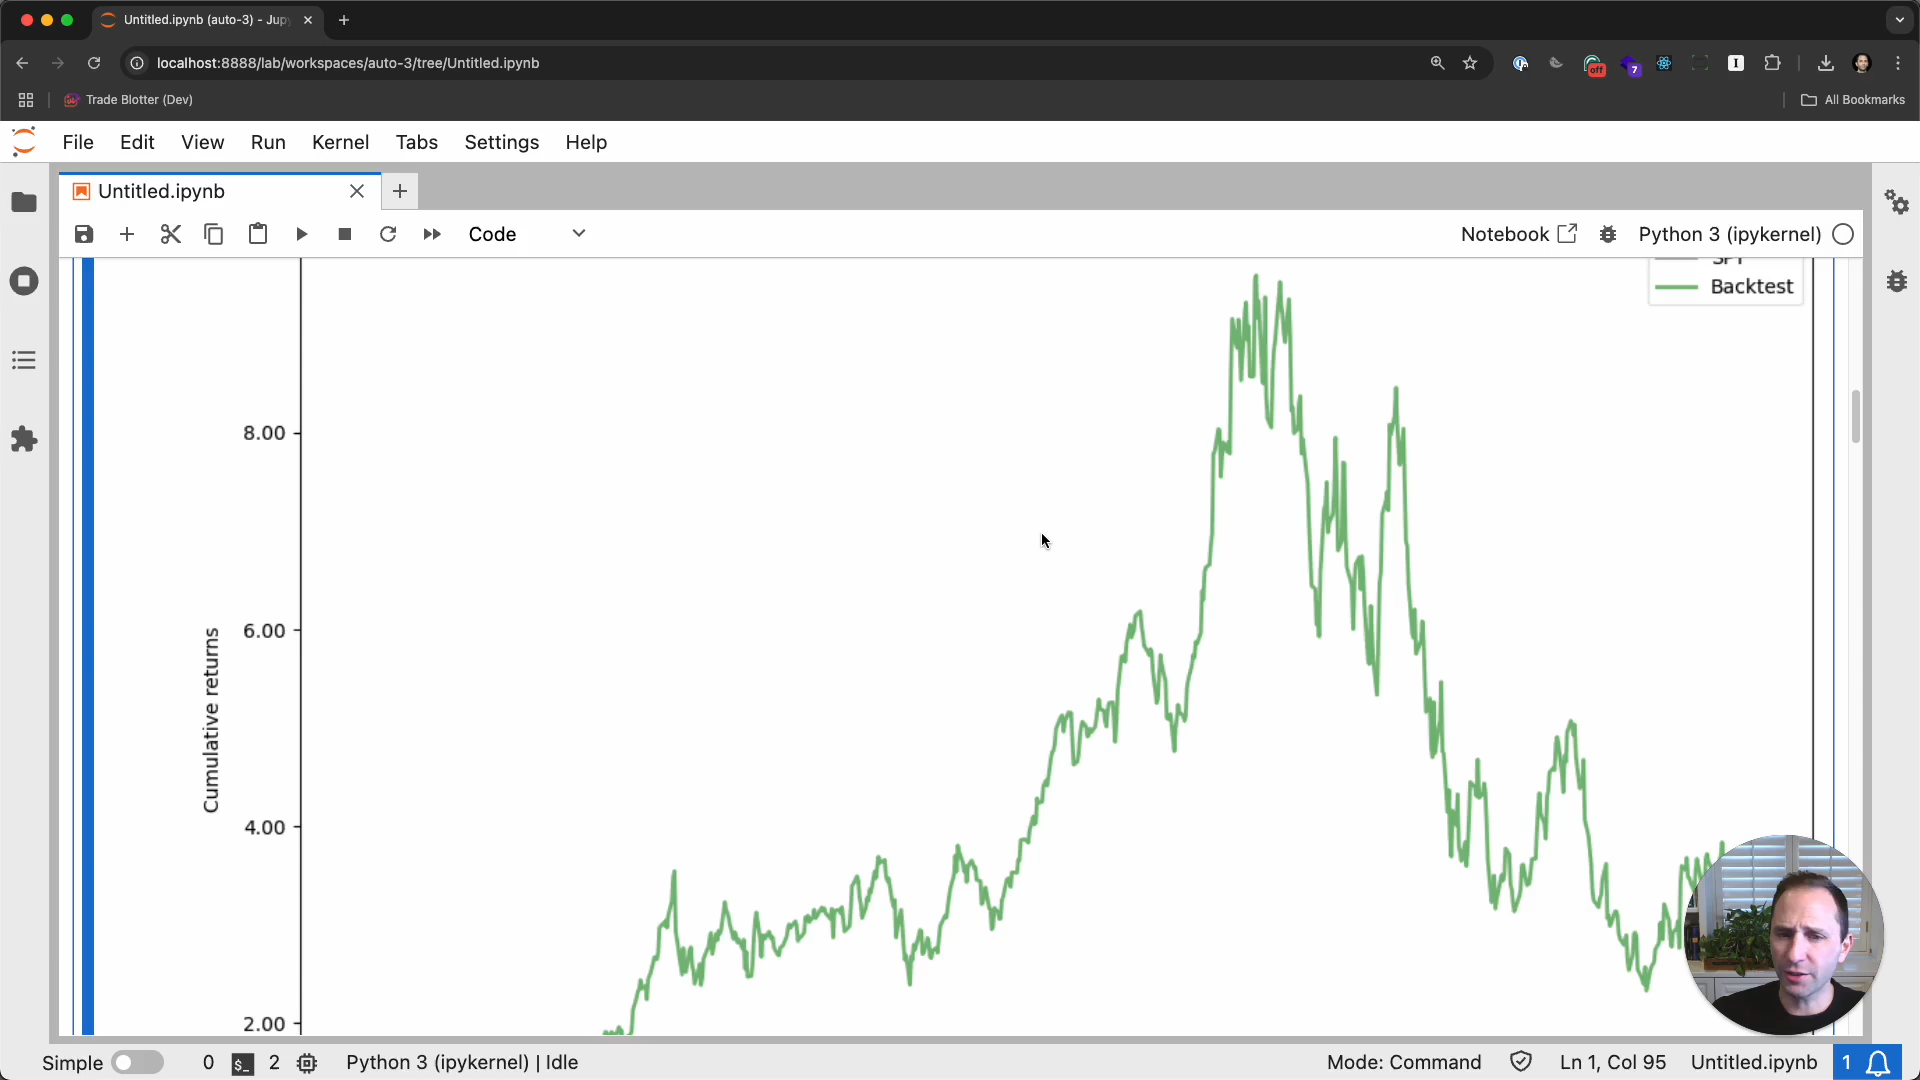 Untitled.ipynb (auto-3) - Jup
localhost:8888/lab/workspaces/auto-3/tree/Untitled.ipynb
off
7
Trade Blotter (Dev)
All Bookmarks
File Edit View Run Kernel Tabs Settings Help
Untitled.ipynb
Code
Notebook
Python 3 (ipykernel)
Backtest
8.00
6.00
Cumulative returns
4.00
2.00
Simple 0 2 Python 3 (ipykernel) | Idle Mode: Command Ln 1, Col 95 Untitled.ipynb 1